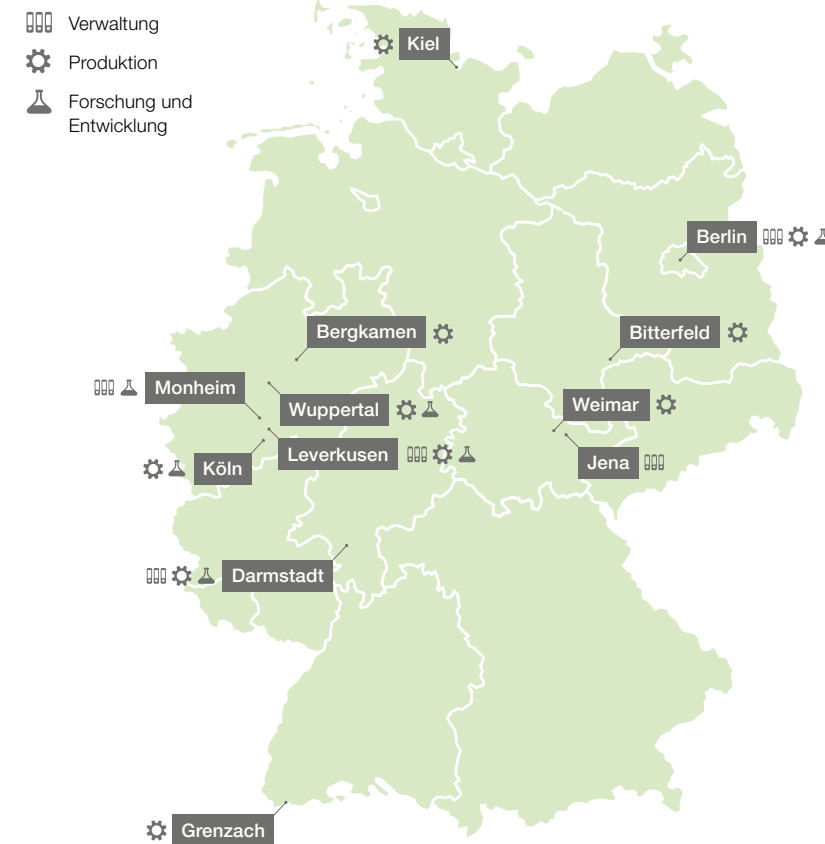 Verwaltung
Produktion
Forschung und
Entwicklung
Kiel
Berlin
Bergkamen
Bitterfeld
Monheim
Wuppertal
Weimar
Leverkusen
Köln
Jena
Darmstadt
Grenzach